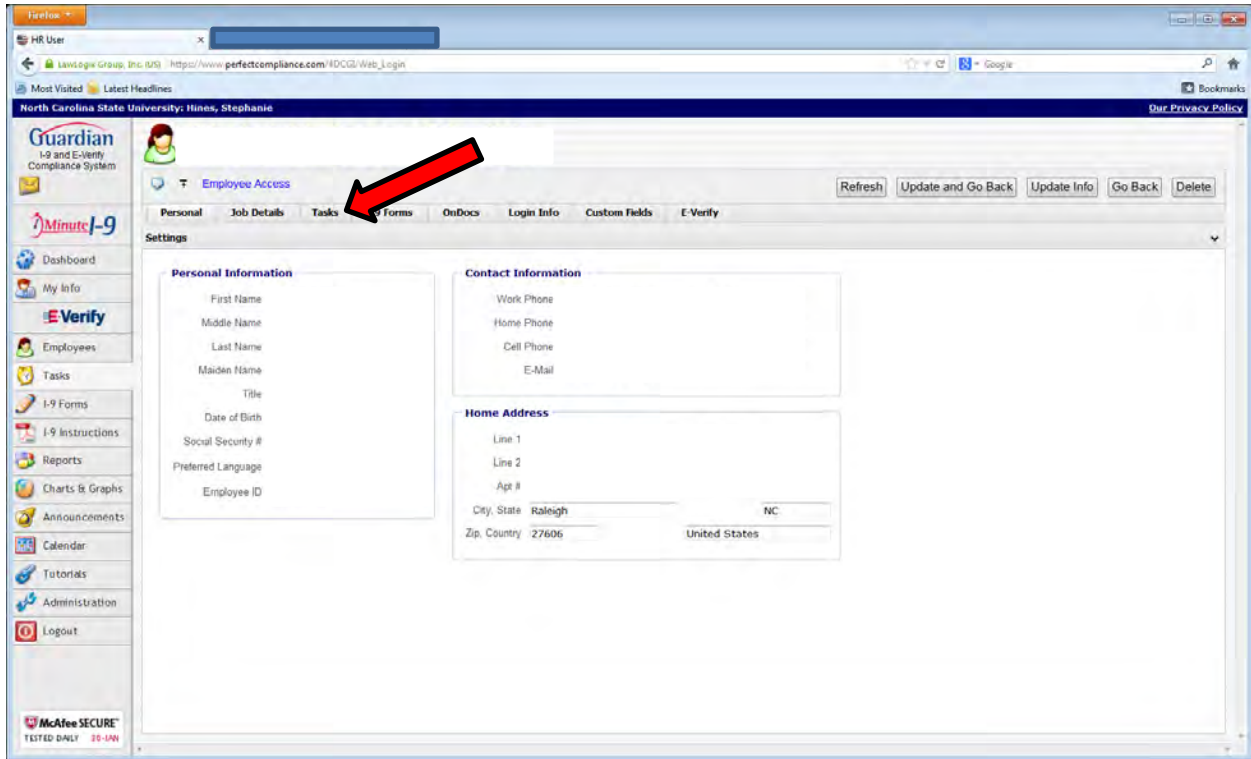 Firefox
HR User ×
LawLogix Group, Inc. (US) https://www.perfectcompliance.com/4DCGI/Web_Login Google
Most Visited Latest Headlines Bookmarks
North Carolina State University: Hines, Stephanie Our Privacy Policy
Guardian
I-9 and E-Verify
Compliance System
Employee Access Refresh Update and Go Back Update Info Go Back Delete
Personal Job Details Tasks Forms OnDocs Login Info Custom Fields E-Verify
Settings
Minute I-9
Dashboard
My Info
E-Verify
Employees
Tasks
I-9 Forms
I-9 Instructions
Reports
Charts & Graphs
Announcements
Calendar
Tutorials
Administration
Logout
McAfee SECURE™
TESTED DAILY 20-JAN
Personal Information
First Name
Middle Name
Last Name
Maiden Name
Title
Date of Birth
Social Security #
Preferred Language
Employee ID
Contact Information
Work Phone
Home Phone
Cell Phone
E-Mail
Home Address
Line 1
Line 2
Apt #
City, State Raleigh NC
Zip, Country 27606 United States